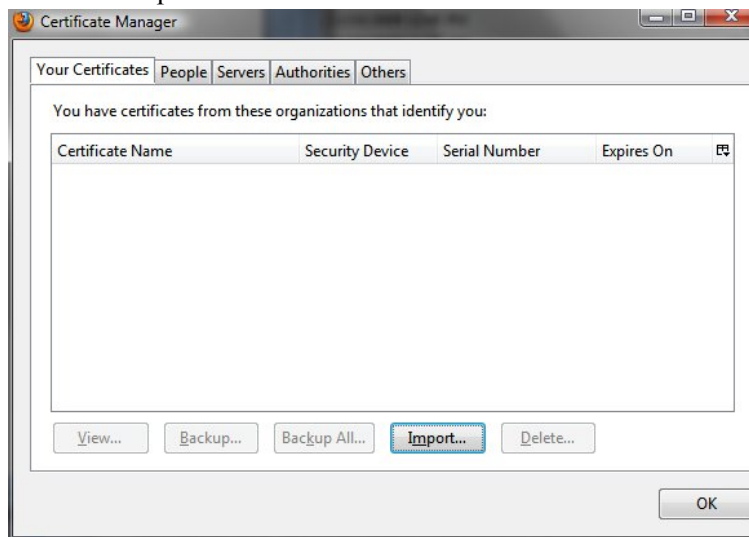 Certificate Manager
Your Certificates People Servers Authorities Others
You have certificates from these organizations that identify you:
Certificate Name Security Device Serial Number Expires On
View... Backup... Backup All... Import... Delete...
OK